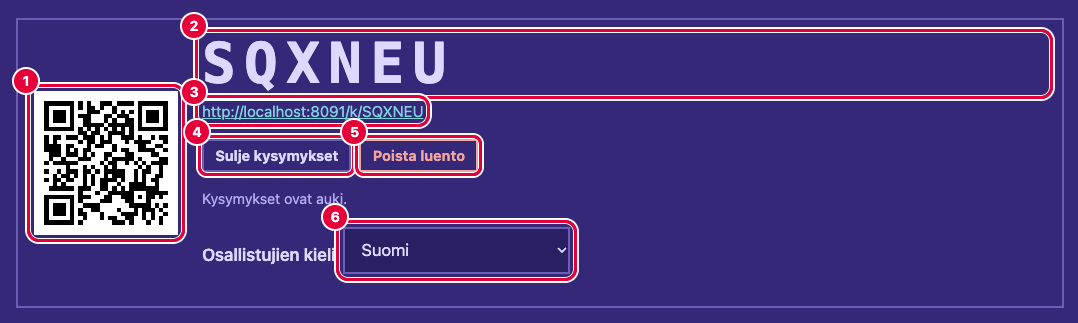 1
2
SQXNEU
3
http://localhost:8091/k/SQXNEU
4
Sulje kysymykset
5
Poista luento
Kysymykset ovat auki.
6
Osallistujien kieli
Suomi